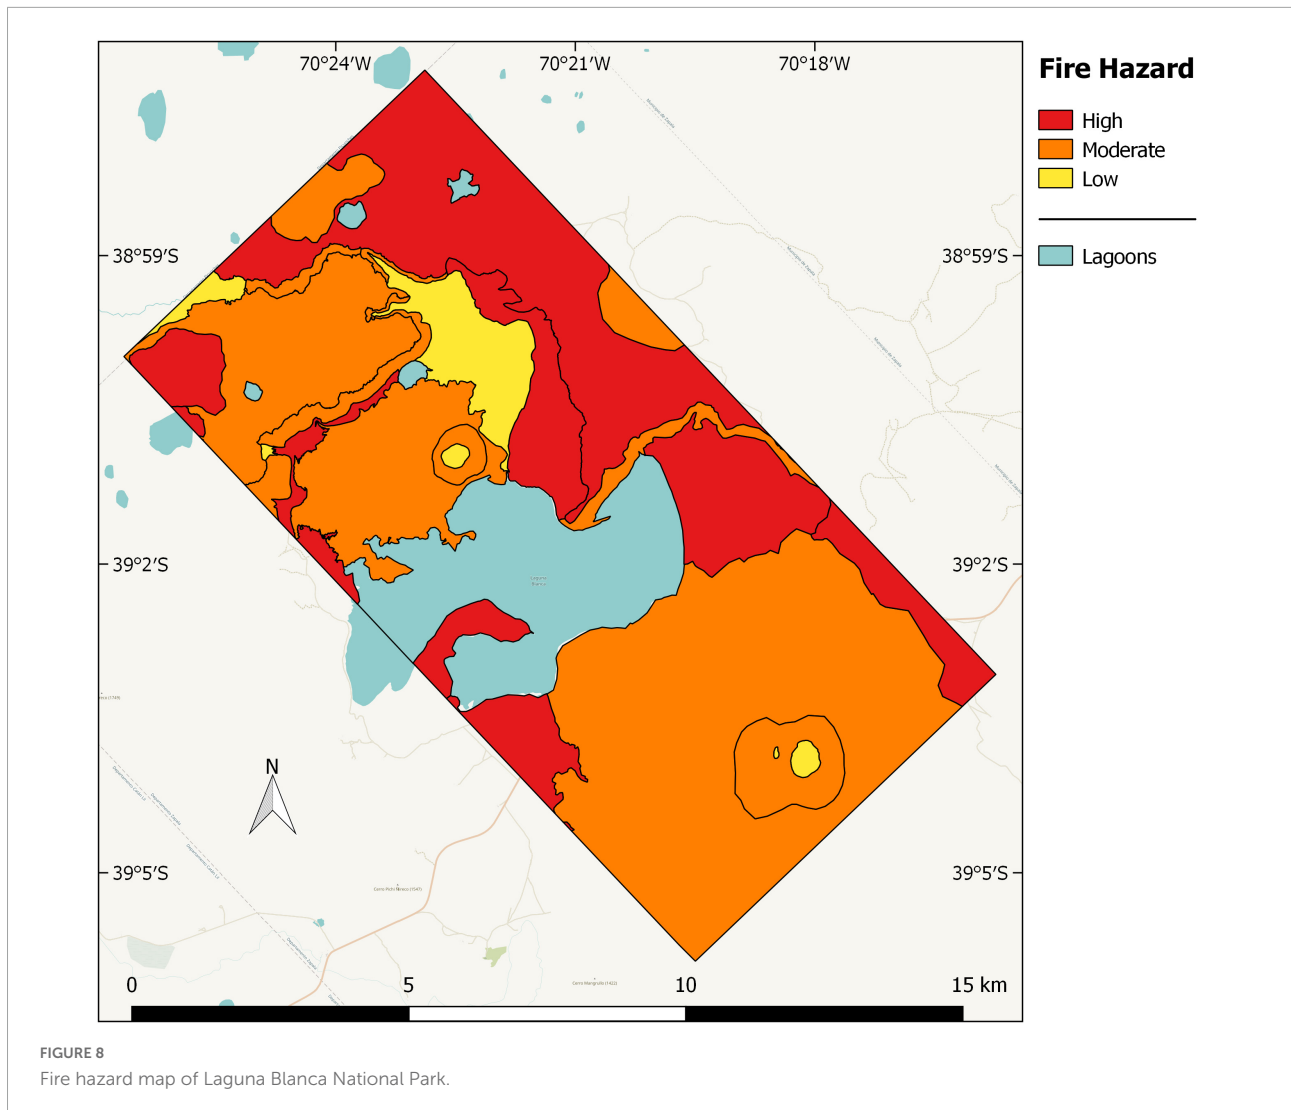 70°24′W
70°21′W
70°18′W
Fire Hazard
High
Moderate
Low
Lagoons
38°59′S
38°59′S
39°2′S
39°2′S
Laguna
Blanca
N
39°5′S
39°5′S
0
5
10
15 km
FIGURE 8
Fire hazard map of Laguna Blanca National Park.